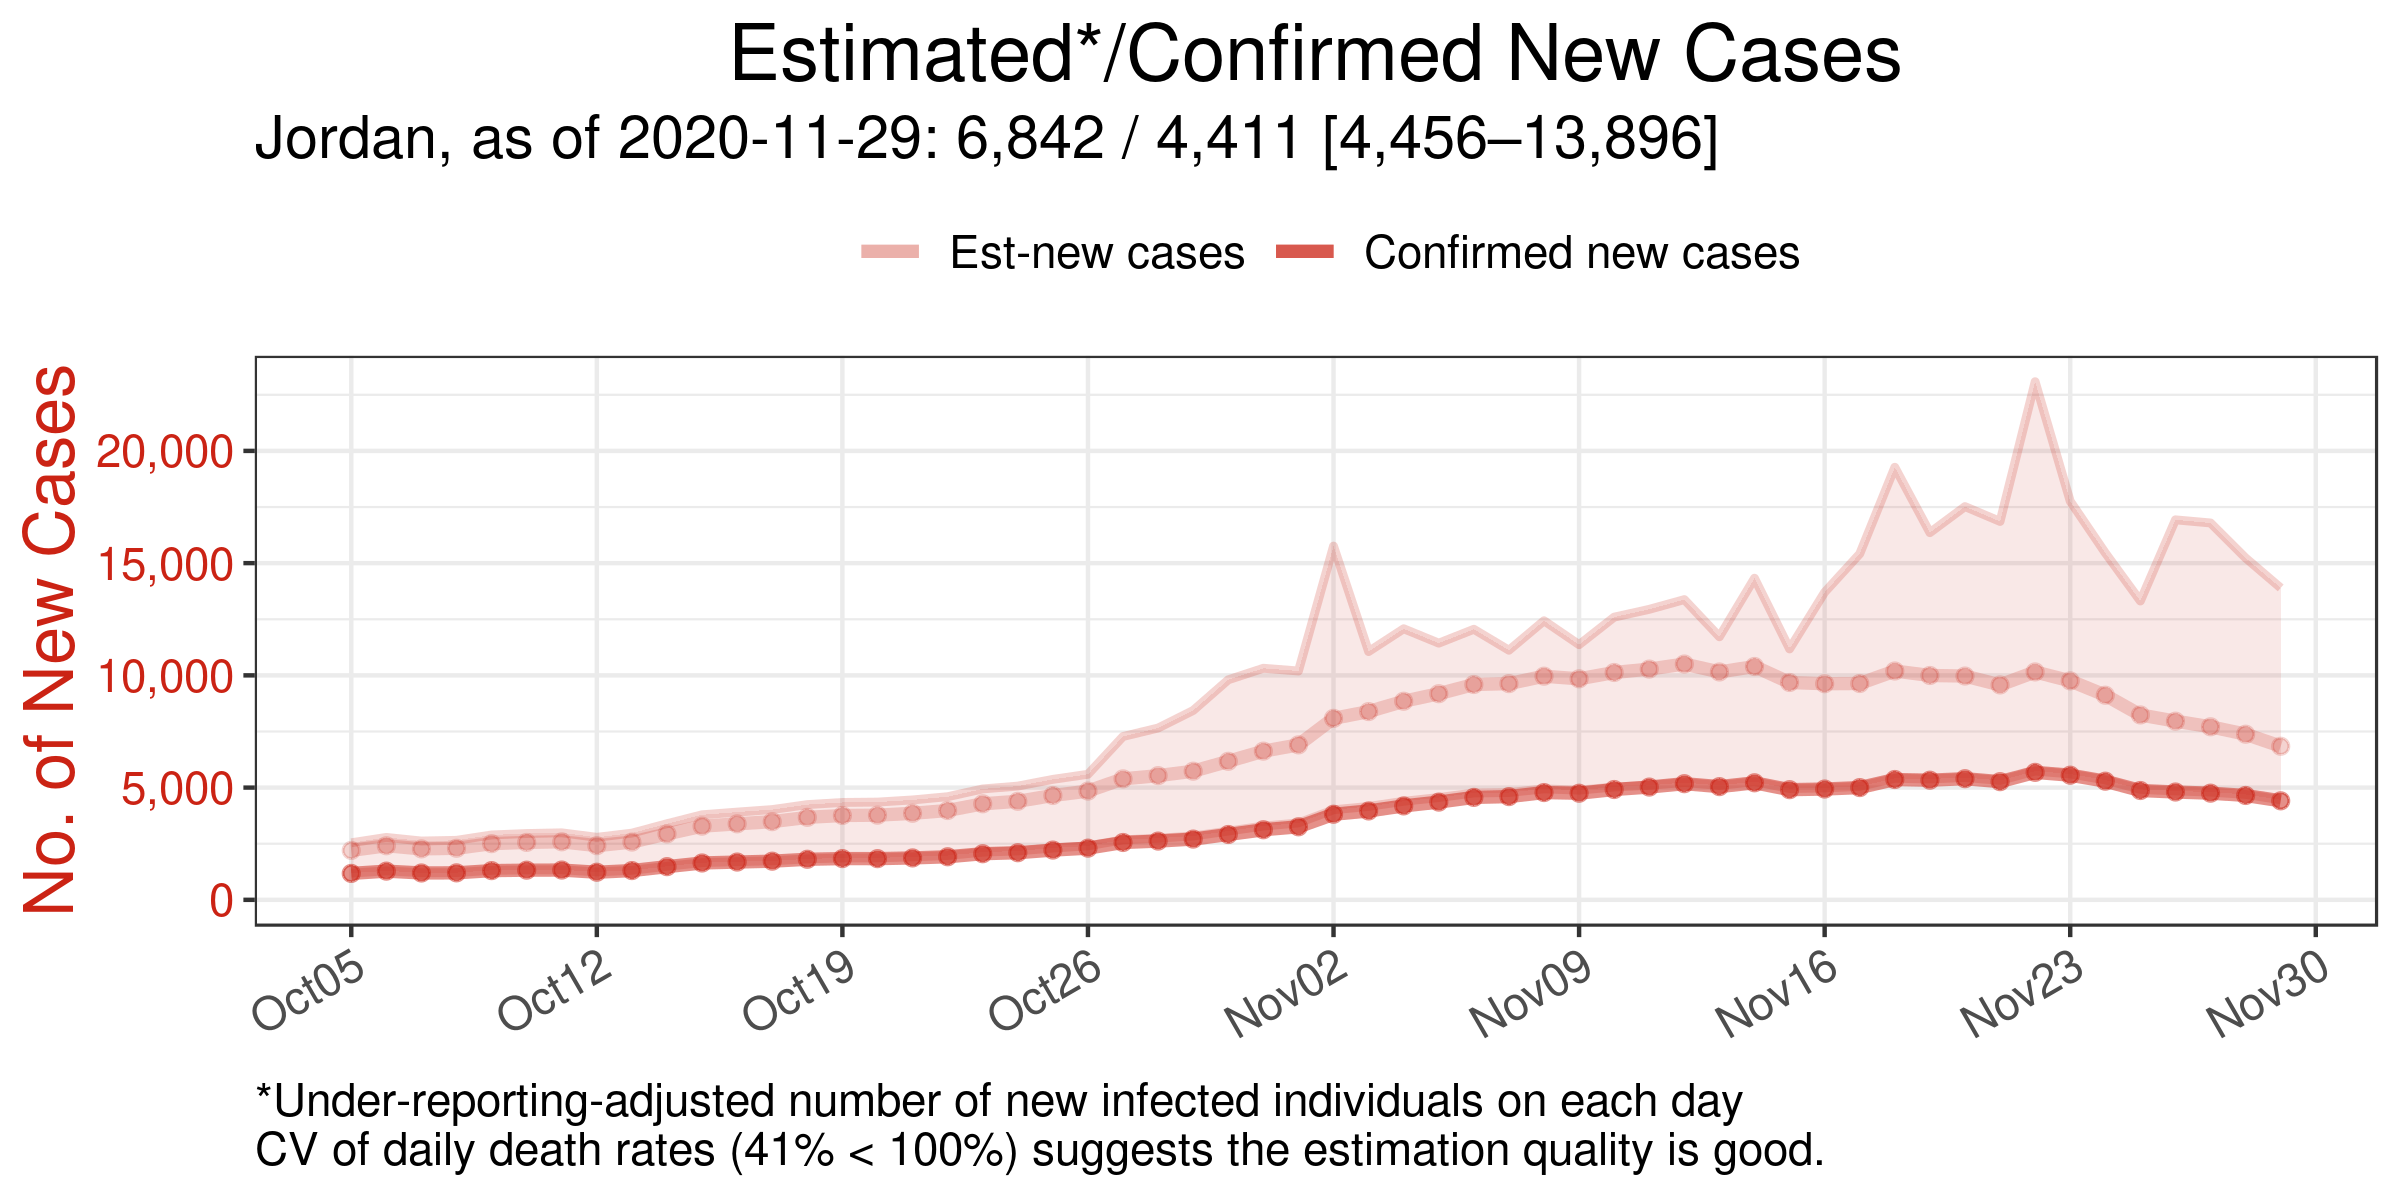 Estimated*/Confirmed New Cases
Jordan, as of 2020-11-29: 6,842 / 4,411 [4,456–13,896]
Est-new cases
Confirmed new cases
No. of New Cases
20,000
15,000
10,000
5,000
0
Oct05
Oct12
Oct19
Oct26
Nov02
Nov09
Nov16
Nov23
Nov30
*Under-reporting-adjusted number of new infected individuals on each day
CV of daily death rates (41% < 100%) suggests the estimation quality is good.